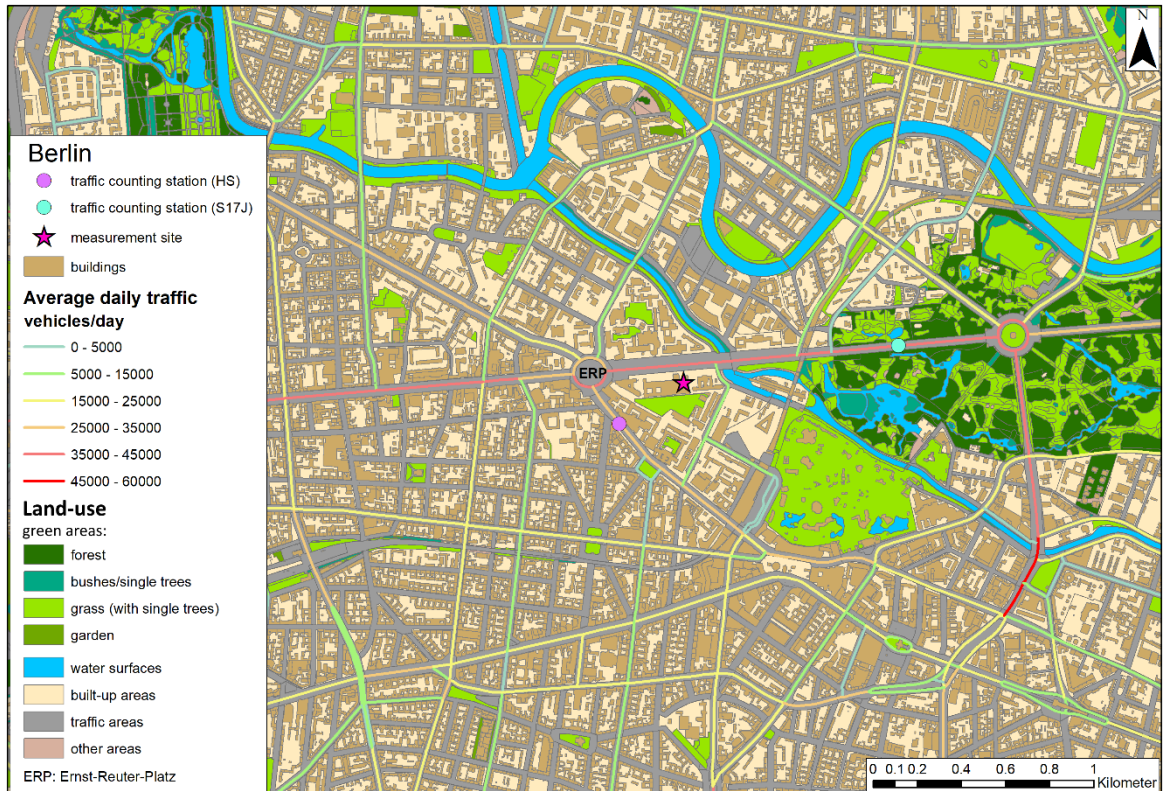 N
Berlin
traffic counting station (HS)
traffic counting station (S17J)
measurement site
buildings
Average daily traffic
vehicles/day
0 - 5000
5000 - 15000
15000 - 25000
25000 - 35000
35000 - 45000
45000 - 60000
Land-use
green areas:
forest
bushes/single trees
grass (with single trees)
garden
water surfaces
built-up areas
traffic areas
other areas
ERP: Ernst-Reuter-Platz
ERP
0 0.1 0.2 0.4 0.6 0.8 1
Kilometer